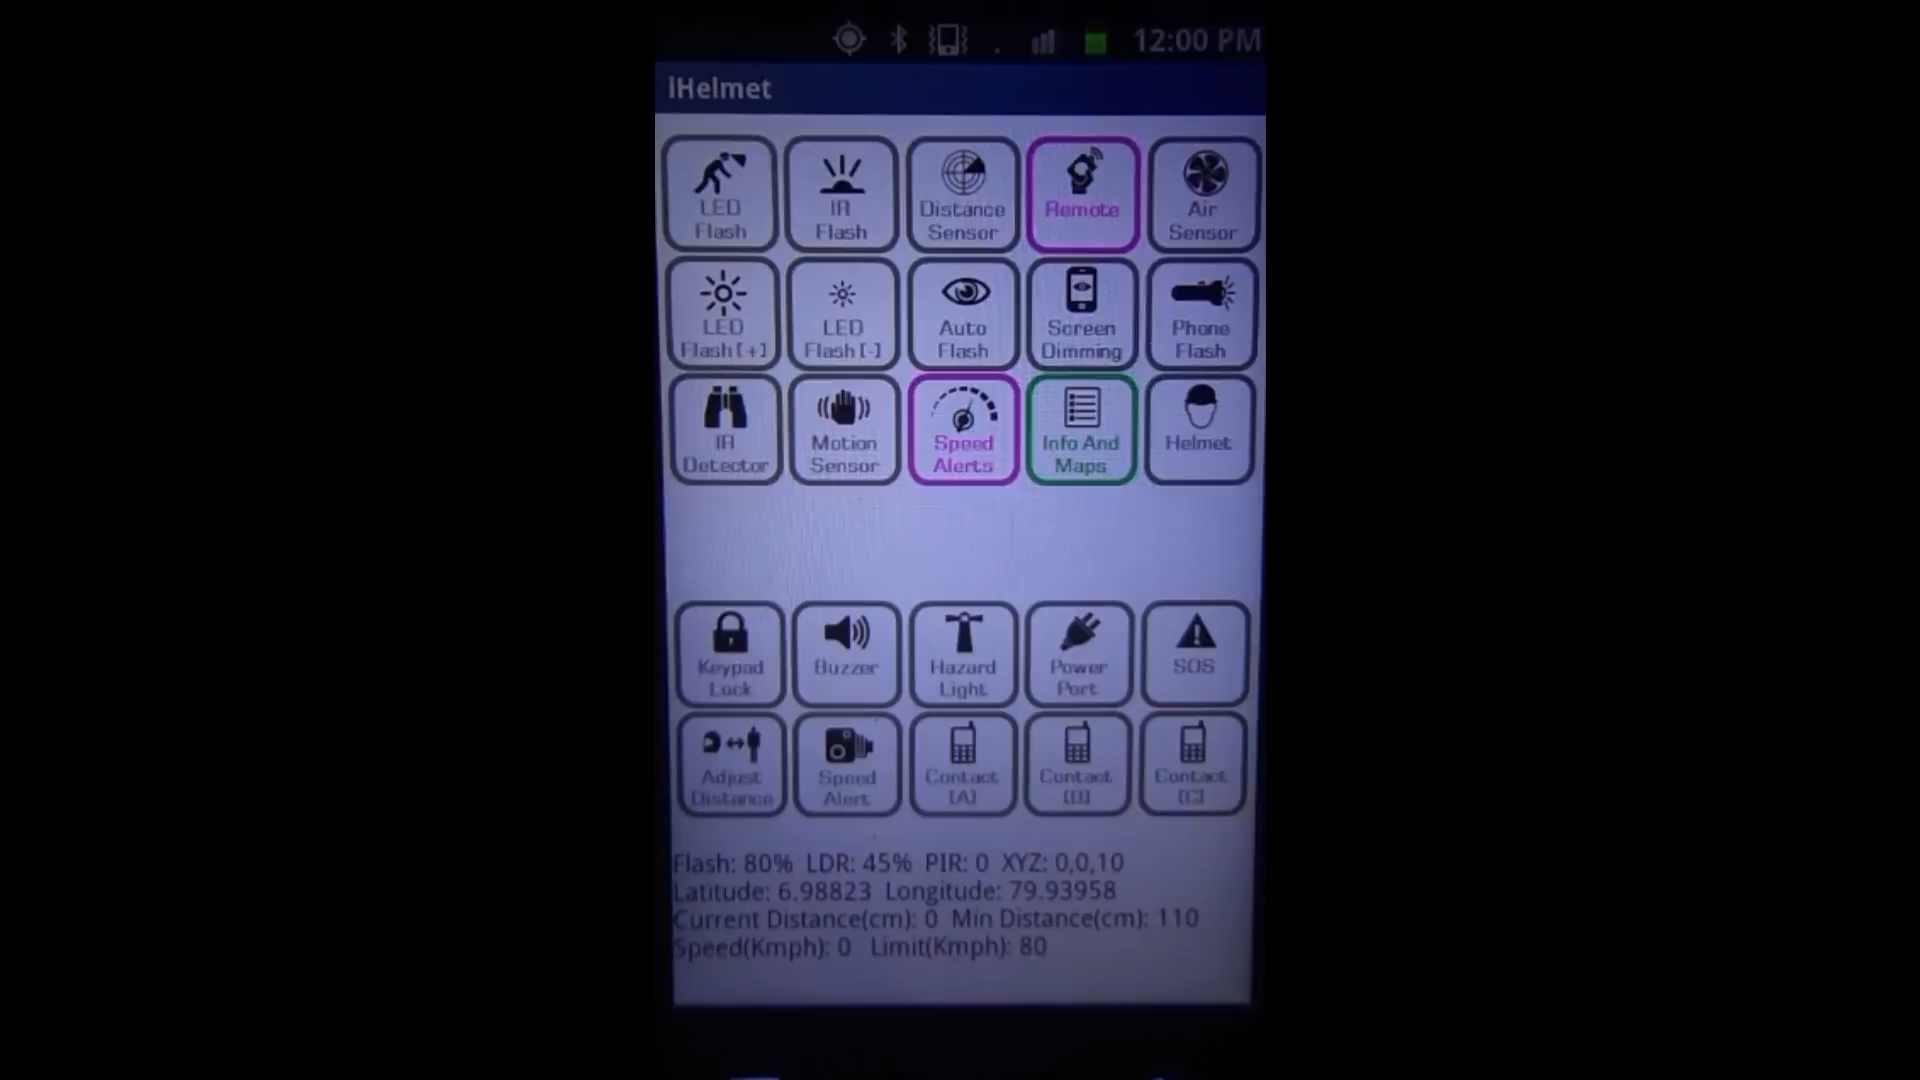 12:00 PM
iHelmet
LED Flash
IR Flash
Distance Sensor
Remote
Air Sensor
LED Flash [+]
LED Flash [-]
Auto Flash
Screen Dimming
Phone Flash
IR Detector
Motion Sensor
Speed Alerts
Info And Maps
Helmet
Keypad Lock
Buzzer
Hazard Light
Power Port
SOS
Adjust Distance
Speed Alert
Contact [A]
Contact [B]
Contact [C]
Flash: 80% LDR: 45% PIR: 0 XYZ: 0,0,10
Latitude: 6.98823 Longitude: 79.93958
Current Distance(cm): 0 Min Distance(cm): 110
Speed(Kmph): 0 Limit(Kmph): 80